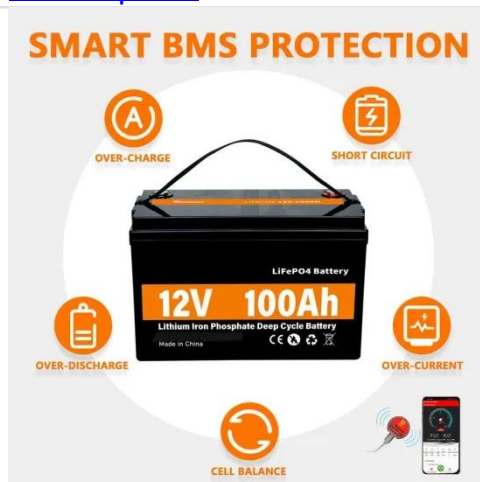 SMART BMS PROTECTION
OVER-CHARGE
SHORT CIRCUIT
LiFePO4 Battery
12V 100Ah
Lithium Iron Phosphate Deep Cycle Battery
Made in China
CE
OVER-DISCHARGE
OVER-CURRENT
CELL BALANCE